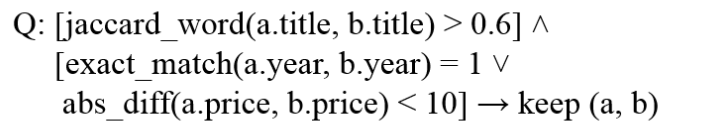 Q: [jaccard_word(a.title, b.title) > 0.6] ∧
[exact_match(a.year, b.year) = 1 ∨
abs_diff(a.price, b.price) < 10] → keep (a, b)